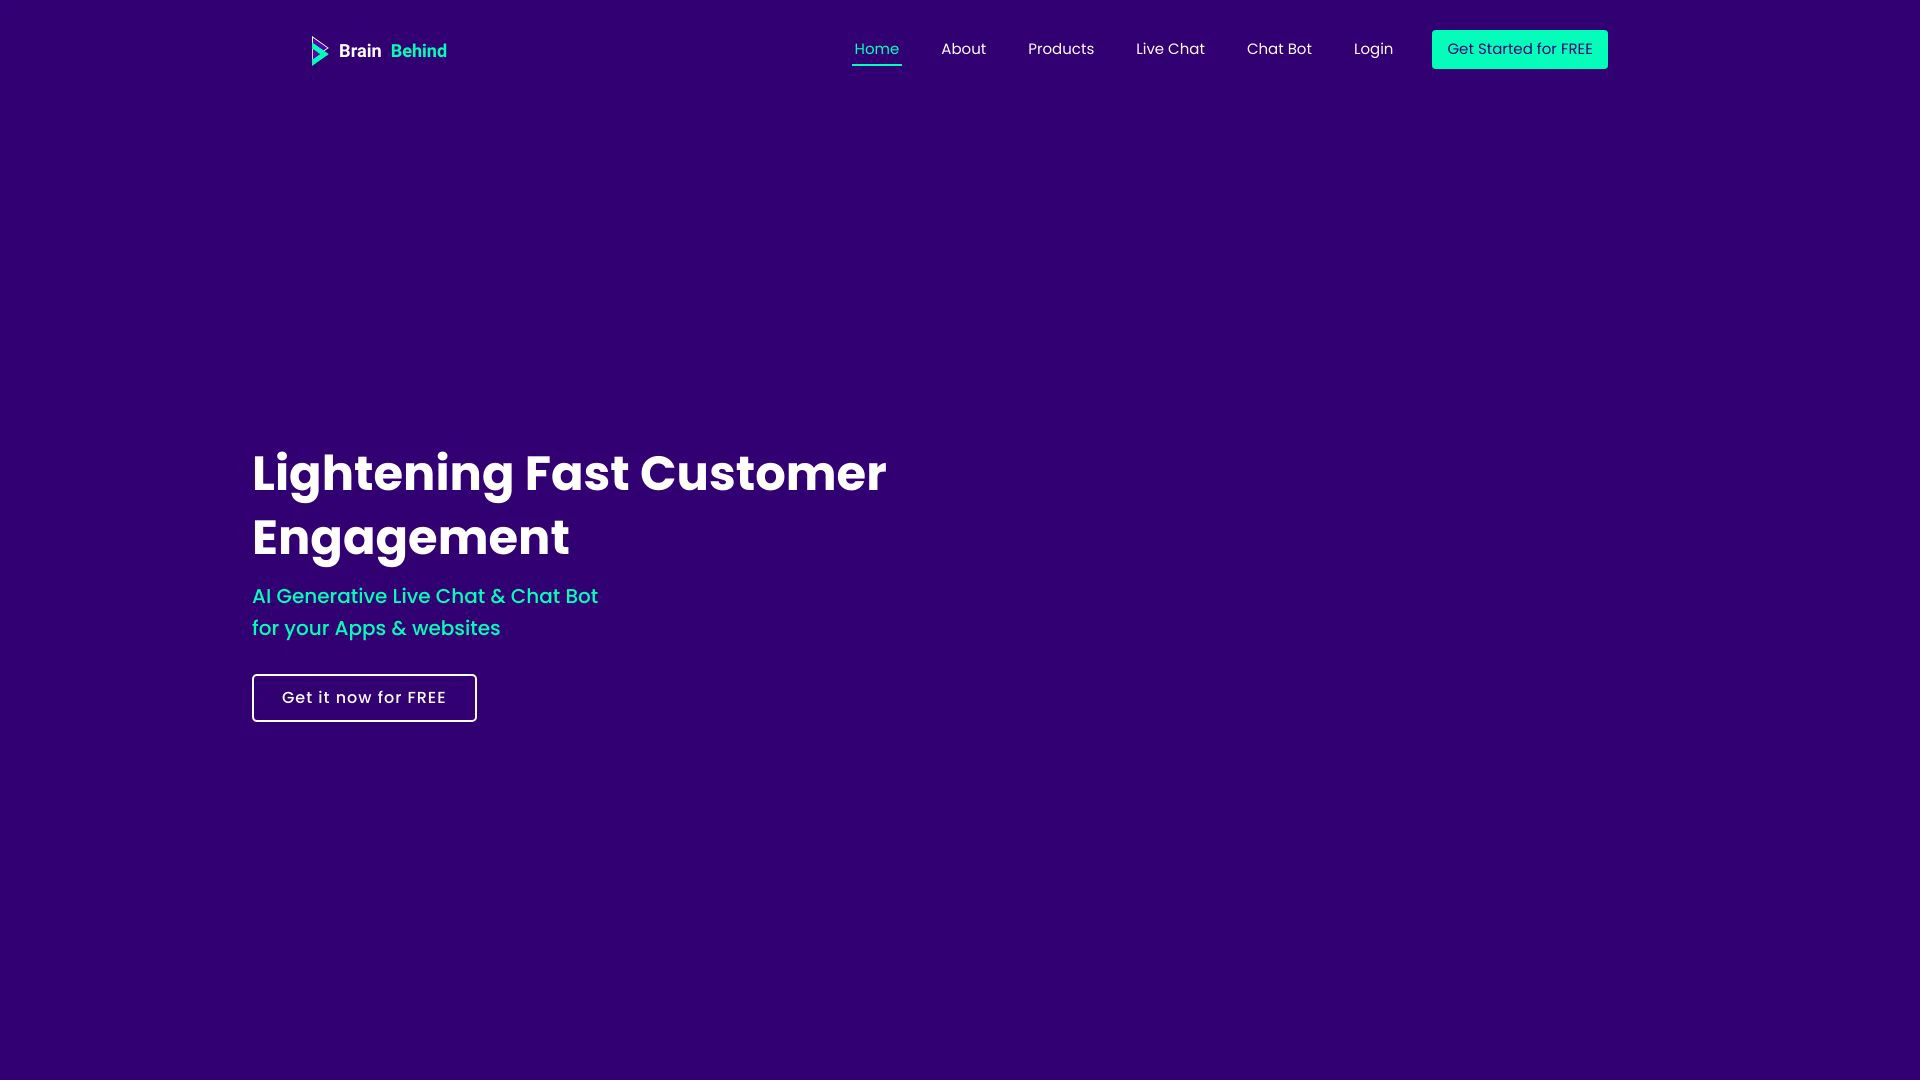 Brain Behind
Home About Products Live Chat Chat Bot Login Get Started for FREE
Lightening Fast Customer
Engagement
AI Generative Live Chat & Chat Bot
for your Apps & websites
Get it now for FREE